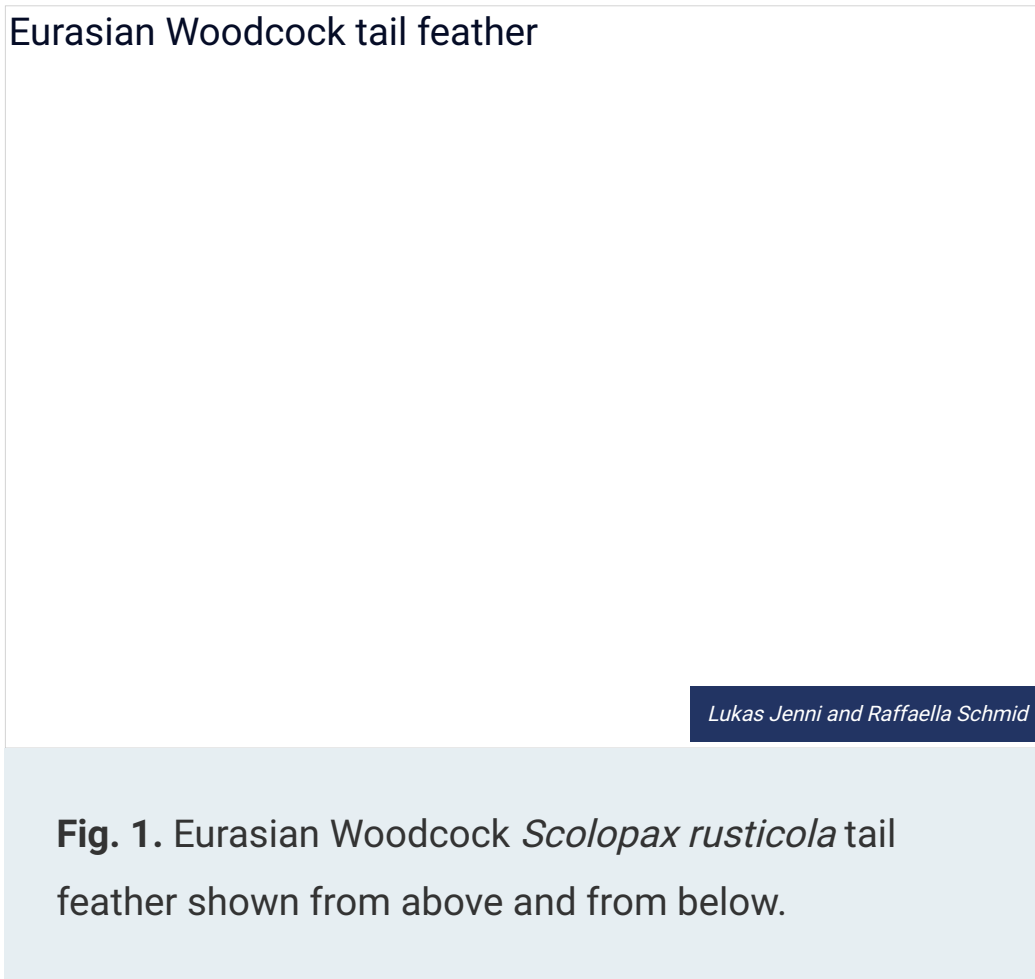 Eurasian Woodcock tail feather
Lukas Jenni and Raffaella Schmid
Fig. 1. Eurasian Woodcock Scolopax rusticola tail
feather shown from above and from below.